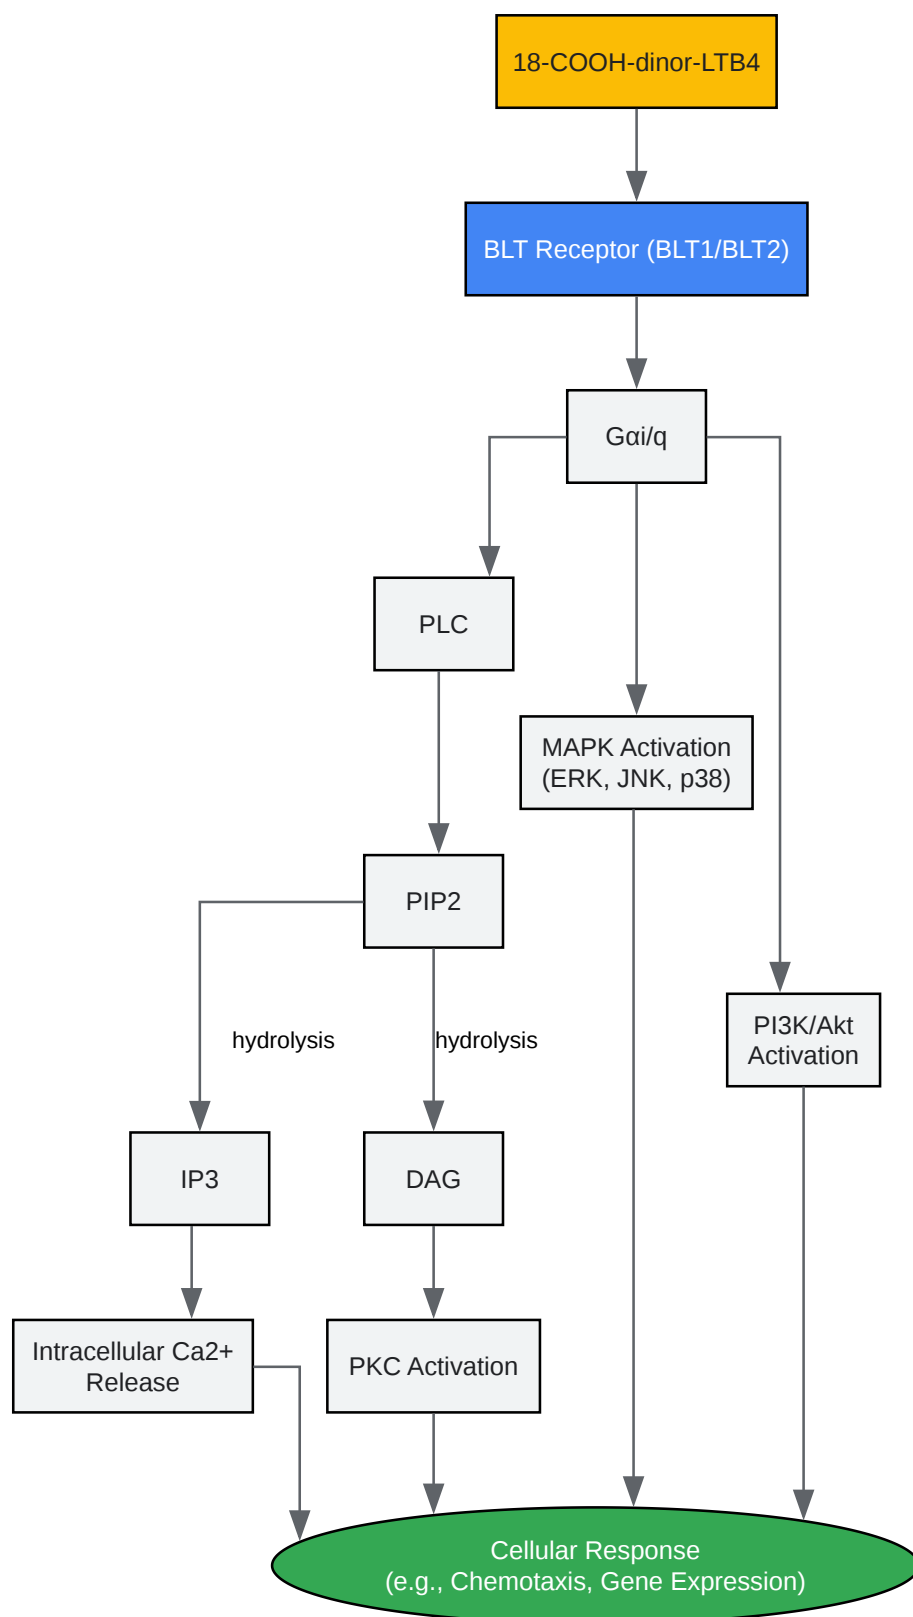 18-COOH-dinor-LTB4
BLT Receptor (BLT1/BLT2)
Gαi/q
PLC
MAPK Activation
(ERK, JNK, p38)
PIP2
PI3K/Akt
Activation
hydrolysis
hydrolysis
IP3
DAG
Intracellular Ca2+
Release
PKC Activation
Cellular Response
(e.g., Chemotaxis, Gene Expression)